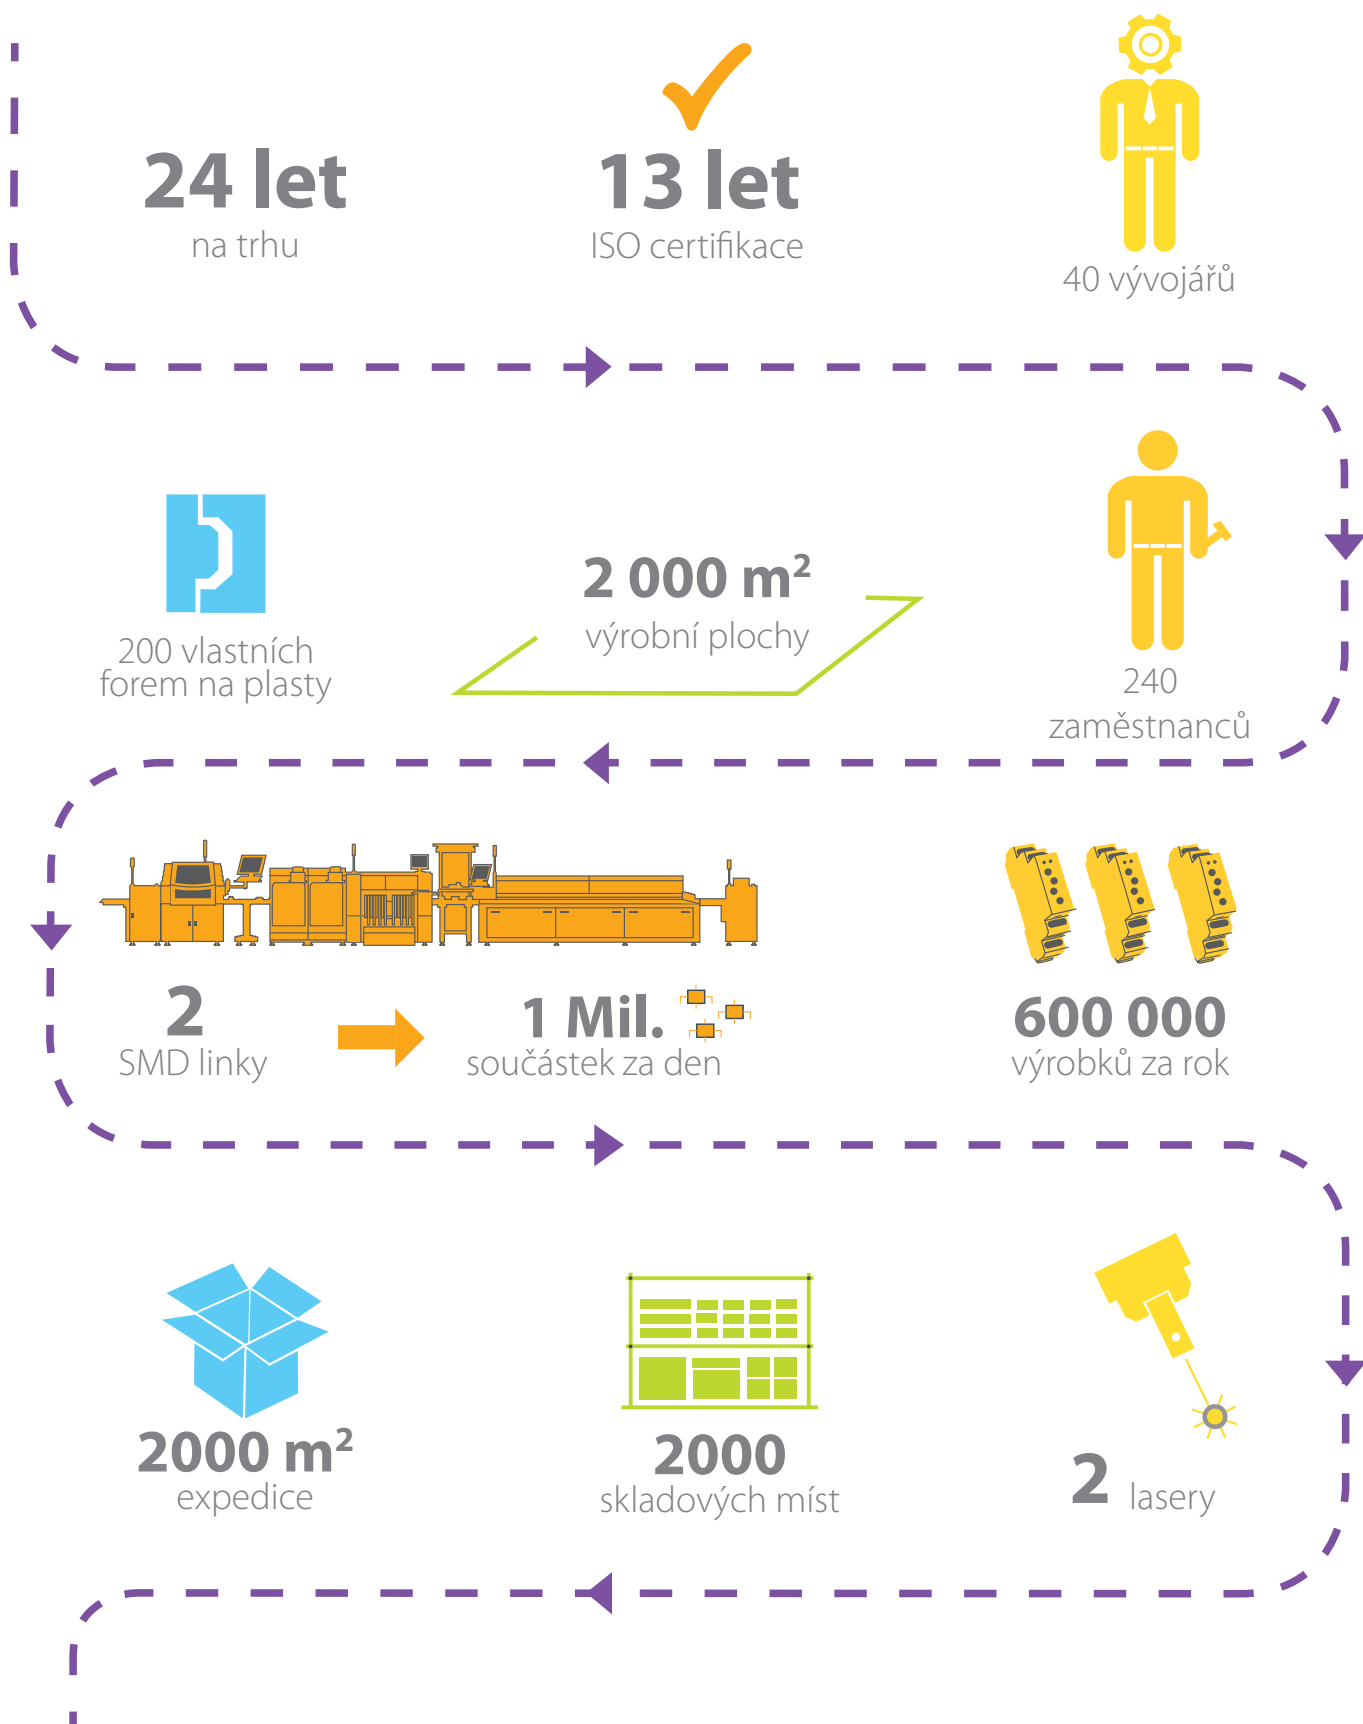 24 let
na trhu
13 let
ISO certifikace
40 vývojářů
200 vlastních
forem na plasty
2 000 m²
výrobní plochy
240
zaměstnanců
2
SMD linky
1 Mil.
součástek za den
600 000
výrobků za rok
2000 m²
expedice
2000
skladových míst
2 lasery